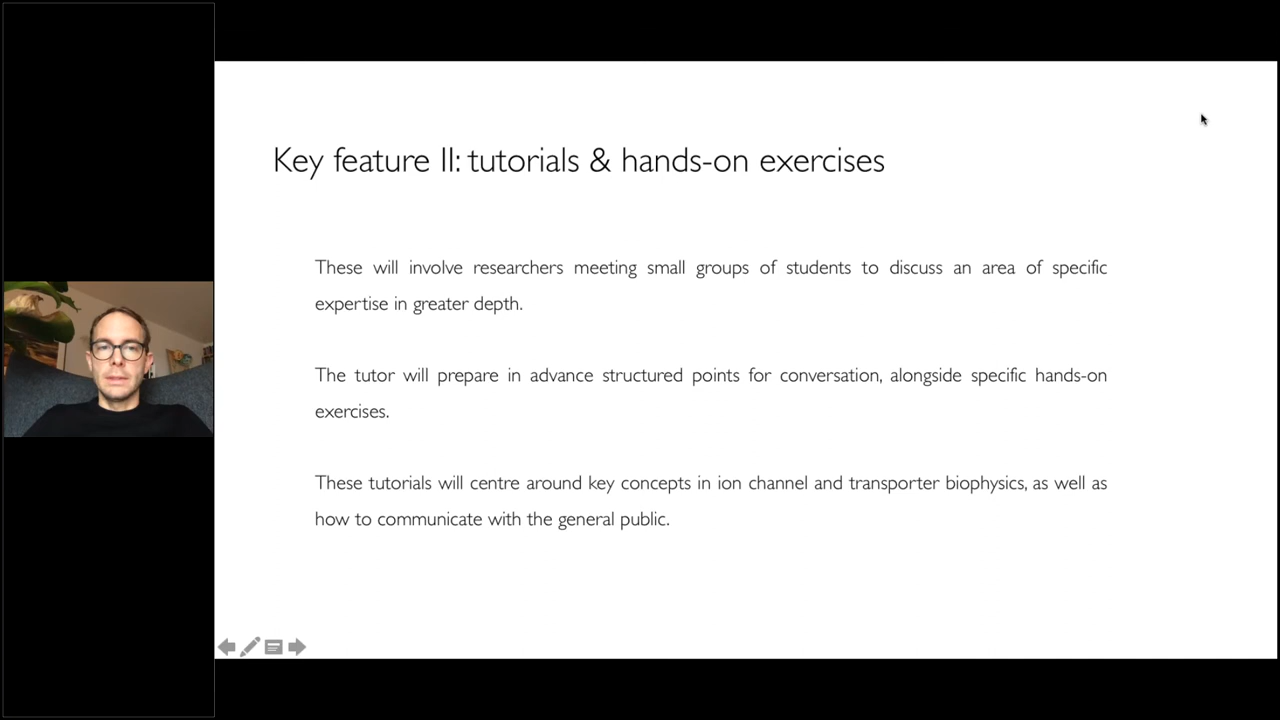 Key feature II: tutorials & hands-on exercises
These will involve researchers meeting small groups of students to discuss an area of specific
expertise in greater depth.
The tutor will prepare in advance structured points for conversation, alongside specific hands-on
exercises.
These tutorials will centre around key concepts in ion channel and transporter biophysics, as well as
how to communicate with the general public.